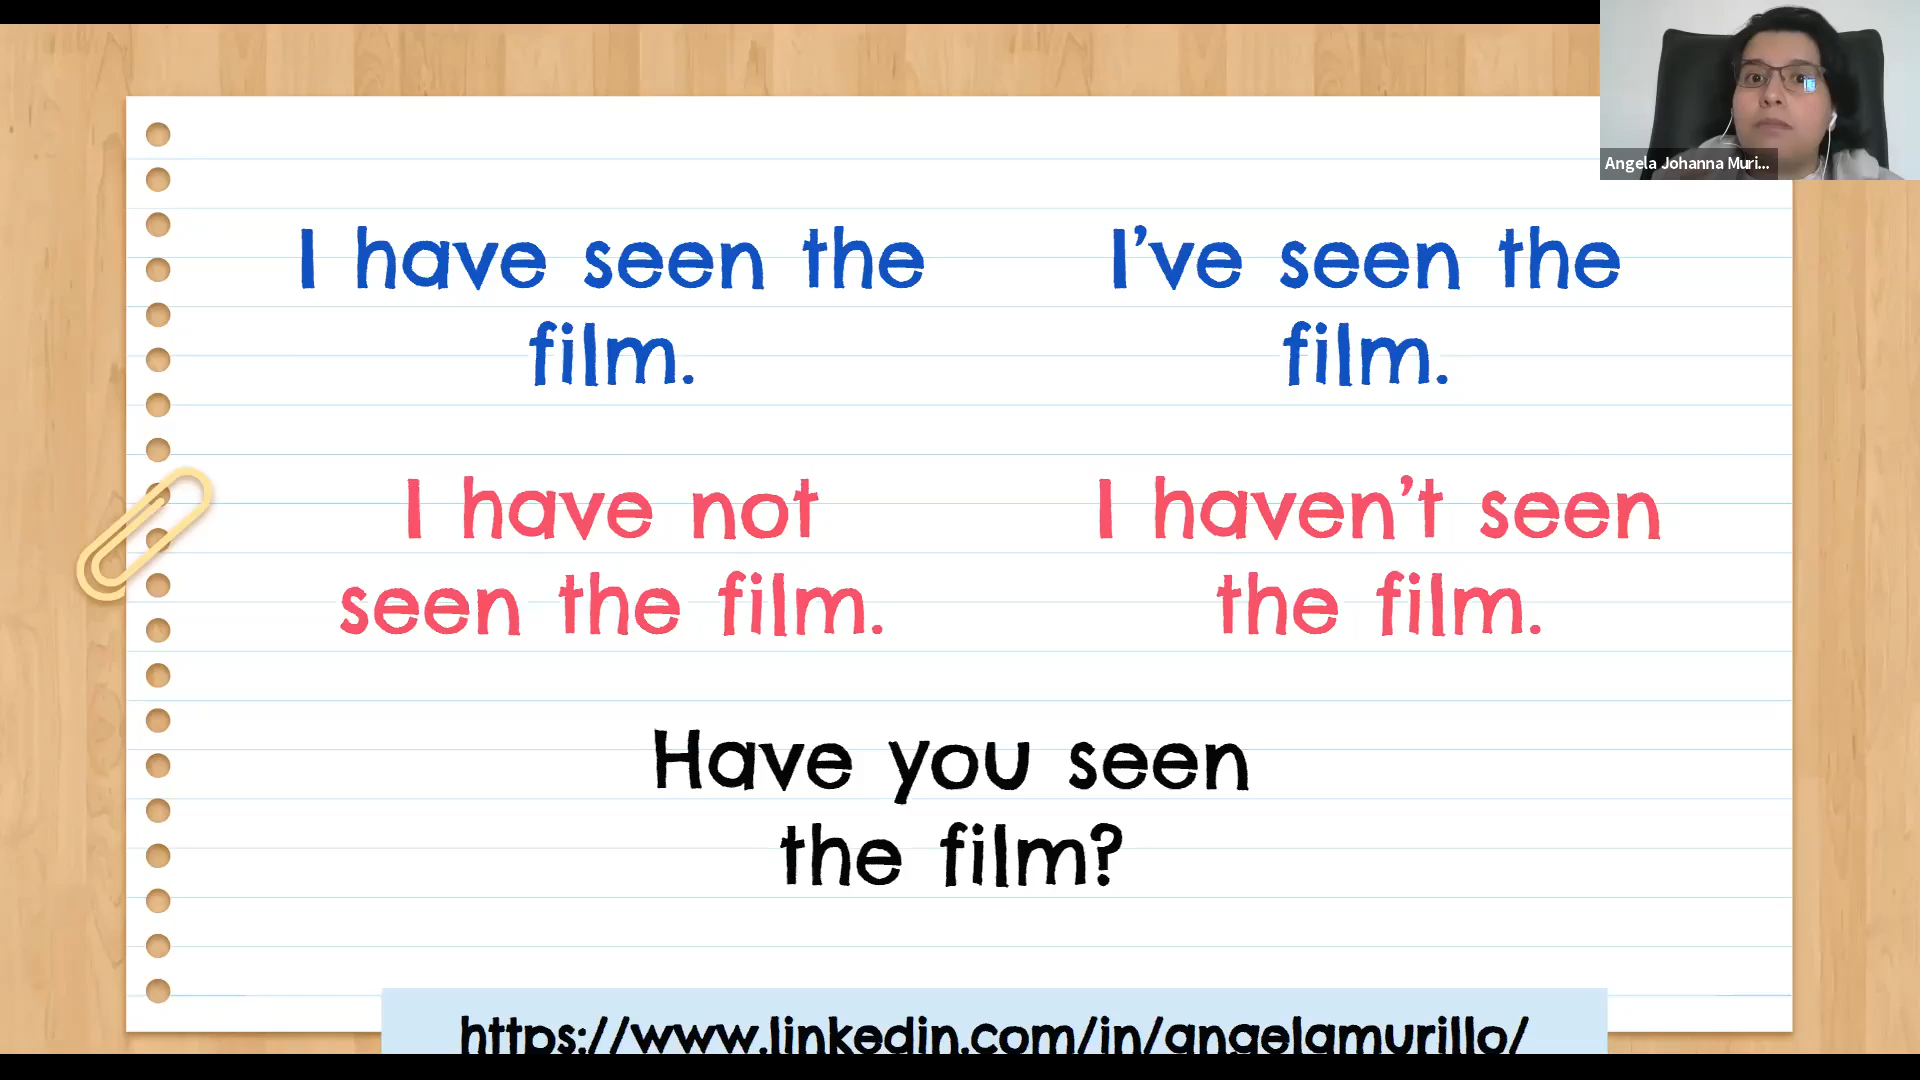 Angela Johanna Muri...
I have seen the
film.
I've seen the
film.
I have not
seen the film.
I haven't seen
the film.
Have you seen
the film?
https://www.linkedin.com/in/angelamurillo/